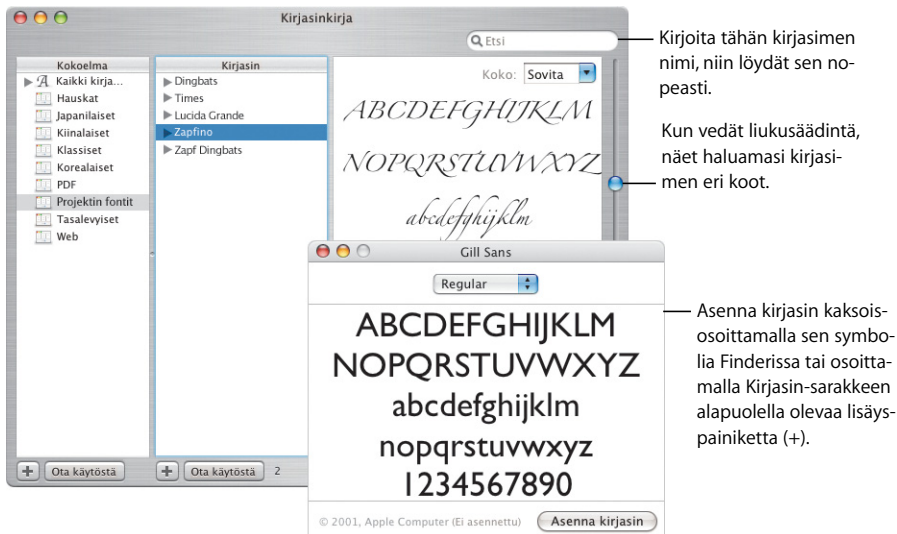 Kirjasinkirja
Etsi
Kokoelma
Kaikki kirja...
Hauskat
Japanilaiset
Kiinalaiset
Klassiset
Korealaiset
PDF
Projektin fontit
Tasalevyiset
Web
Ota käytöstä
Kirjasin
Dingbats
Times
Lucida Grande
Zapfino
Zapf Dingbats
Ota käytöstä
2
Koko: Sovita
ABCDEFGHIJKLM
NOPQRSTUVWXYZ
abcdefghijklm
Gill Sans
Regular
ABCDEFGHIJKLM
NOPQRSTUVWXYZ
abcdefghijklm
nopqrstuvwxyz
1234567890
© 2001, Apple Computer (Ei asennettu)
Asenna kirjasin
Kirjoita tähän kirjasimen
nimi, niin löydät sen no-
peasti.
Kun vedät liukusäädintä,
näet haluamasi kirjasi-
men eri koot.
Asenna kirjasin kaksois-
osoittamalla sen symbo-
lia Finderissa tai osoitta-
malla Kirjasin-sarakkeen
alapuolella olevaa lisäys-
painiketta (+).